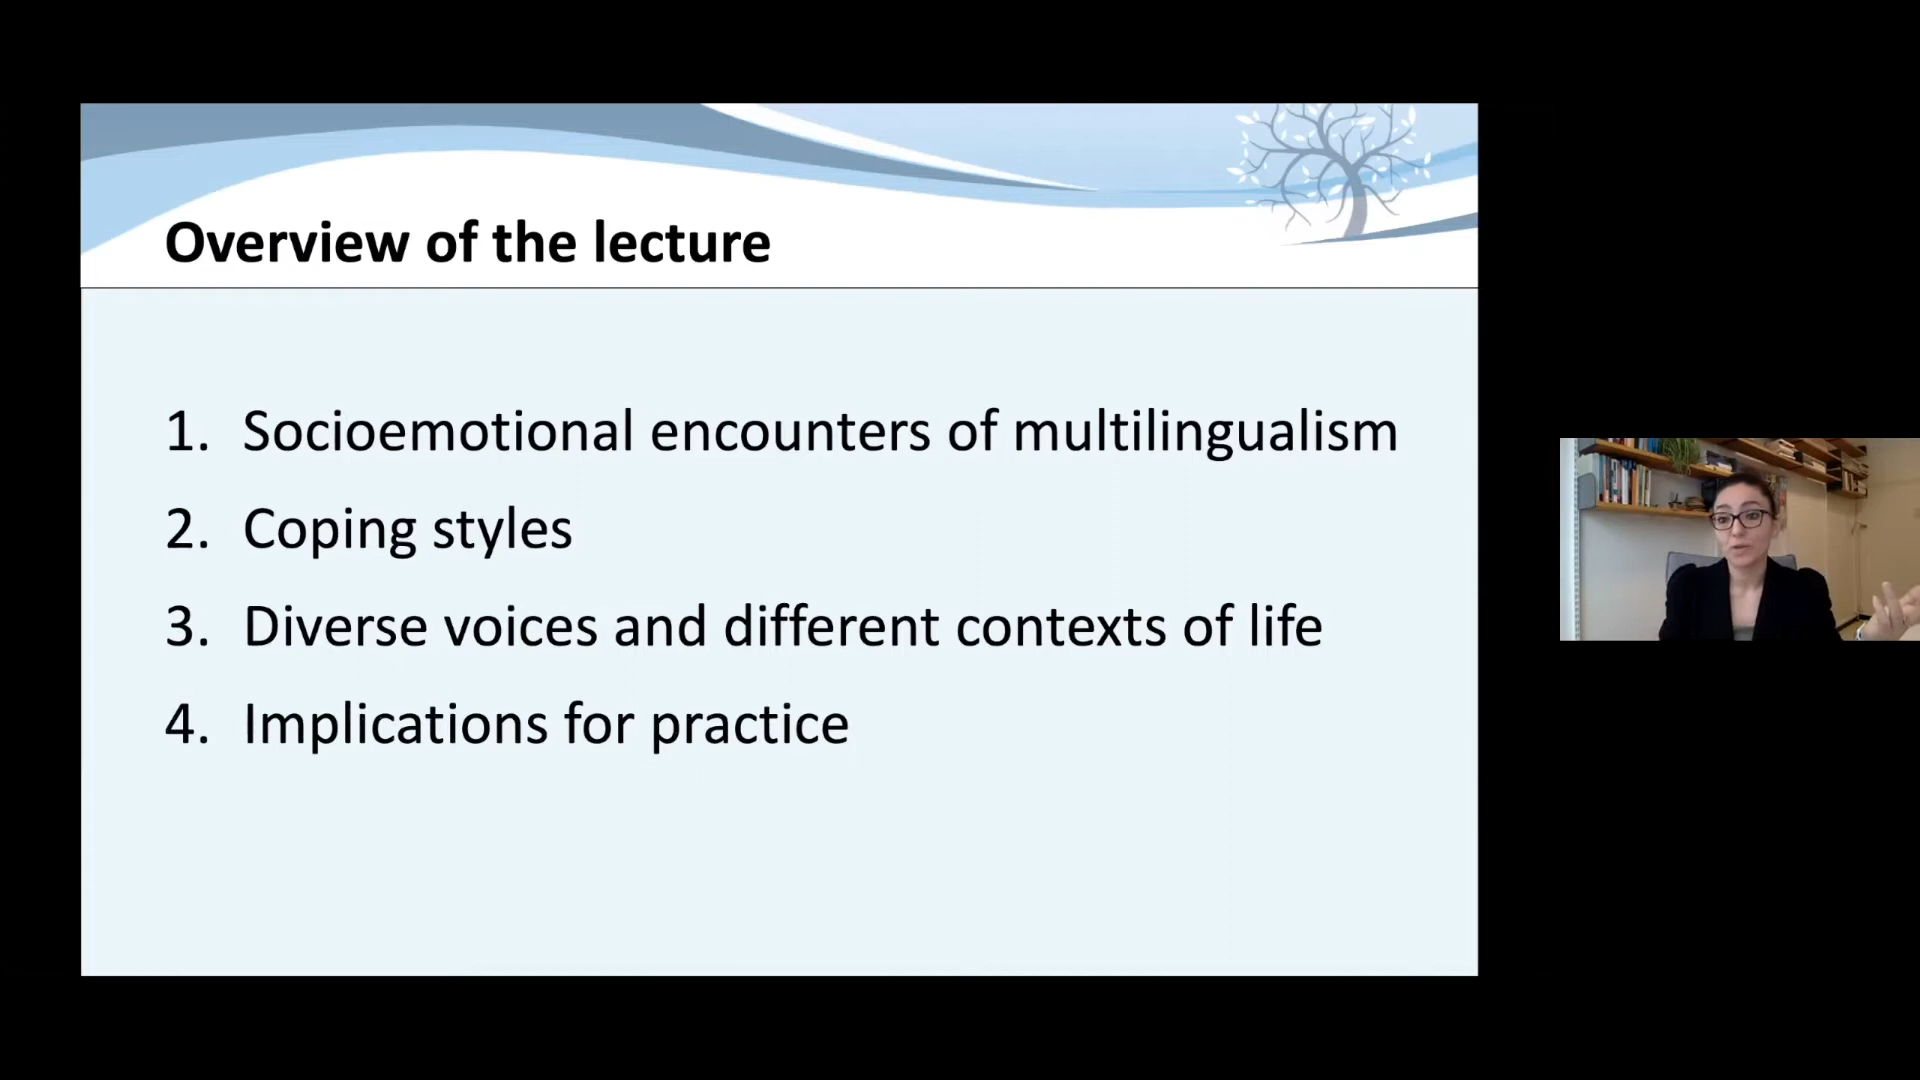 Overview of the lecture
1. Socioemotional encounters of multilingualism
2. Coping styles
3. Diverse voices and different contexts of life
4. Implications for practice